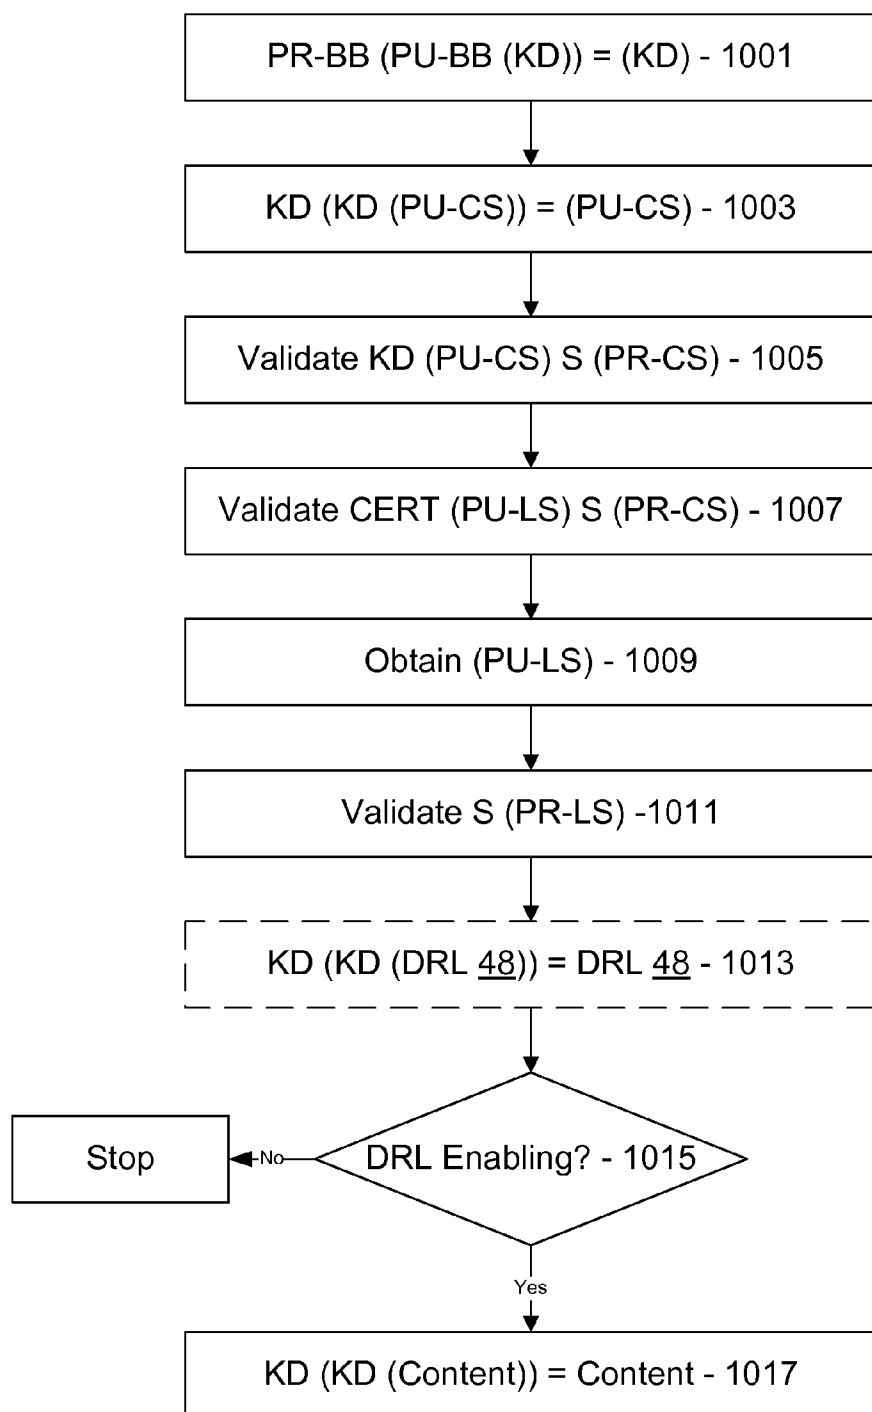 PR-BB (PU-BB (KD)) = (KD) - 1001
KD (KD (PU-CS)) = (PU-CS) - 1003
Validate KD (PU-CS) S (PR-CS) - 1005
Validate CERT (PU-LS) S (PR-CS) - 1007
Obtain (PU-LS) - 1009
Validate S (PR-LS) -1011
KD (KD (DRL 48)) = DRL 48 - 1013
DRL Enabling? - 1015
No
Stop
Yes
KD (KD (Content)) = Content - 1017